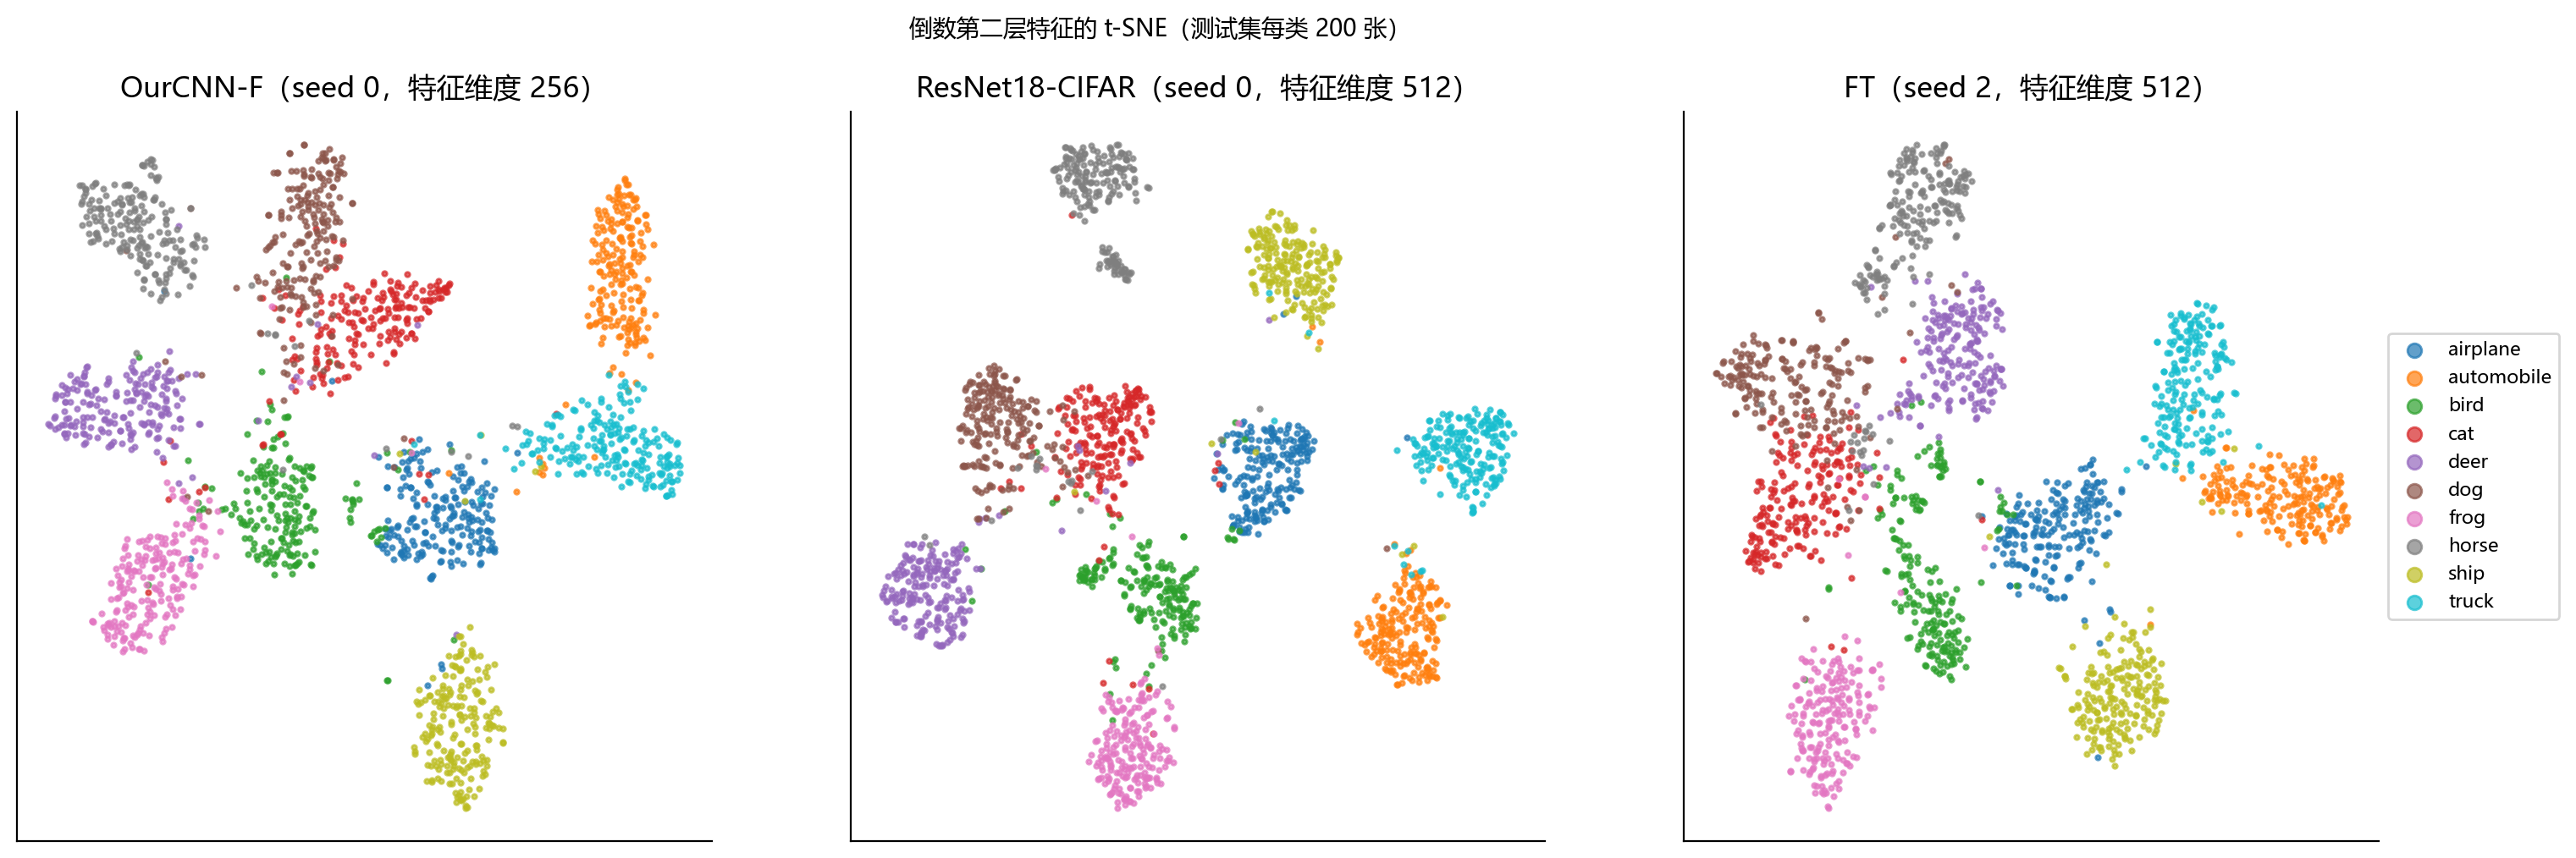 倒数第二层特征的 t-SNE（测试集每类 200 张）
OurCNN-F（seed 0，特征维度 256）
ResNet18-CIFAR（seed 0，特征维度 512）
FT（seed 2，特征维度 512）
airplane
automobile
bird
cat
deer
dog
frog
horse
ship
truck